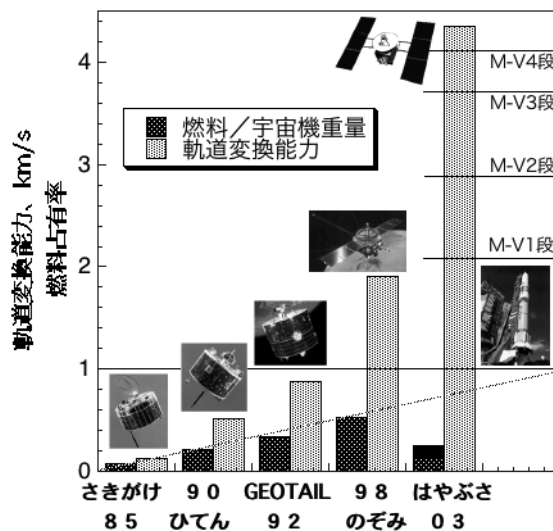 軌道変換能力、km/s
燃料占有率
4
3
2
1
0
燃料／宇宙機重量
軌道変換能力
M-V4段
M-V3段
M-V2段
M-V1段
さきがけ
85
90
ひてん
GEOTAIL
92
98
のぞみ
はやぶさ
03